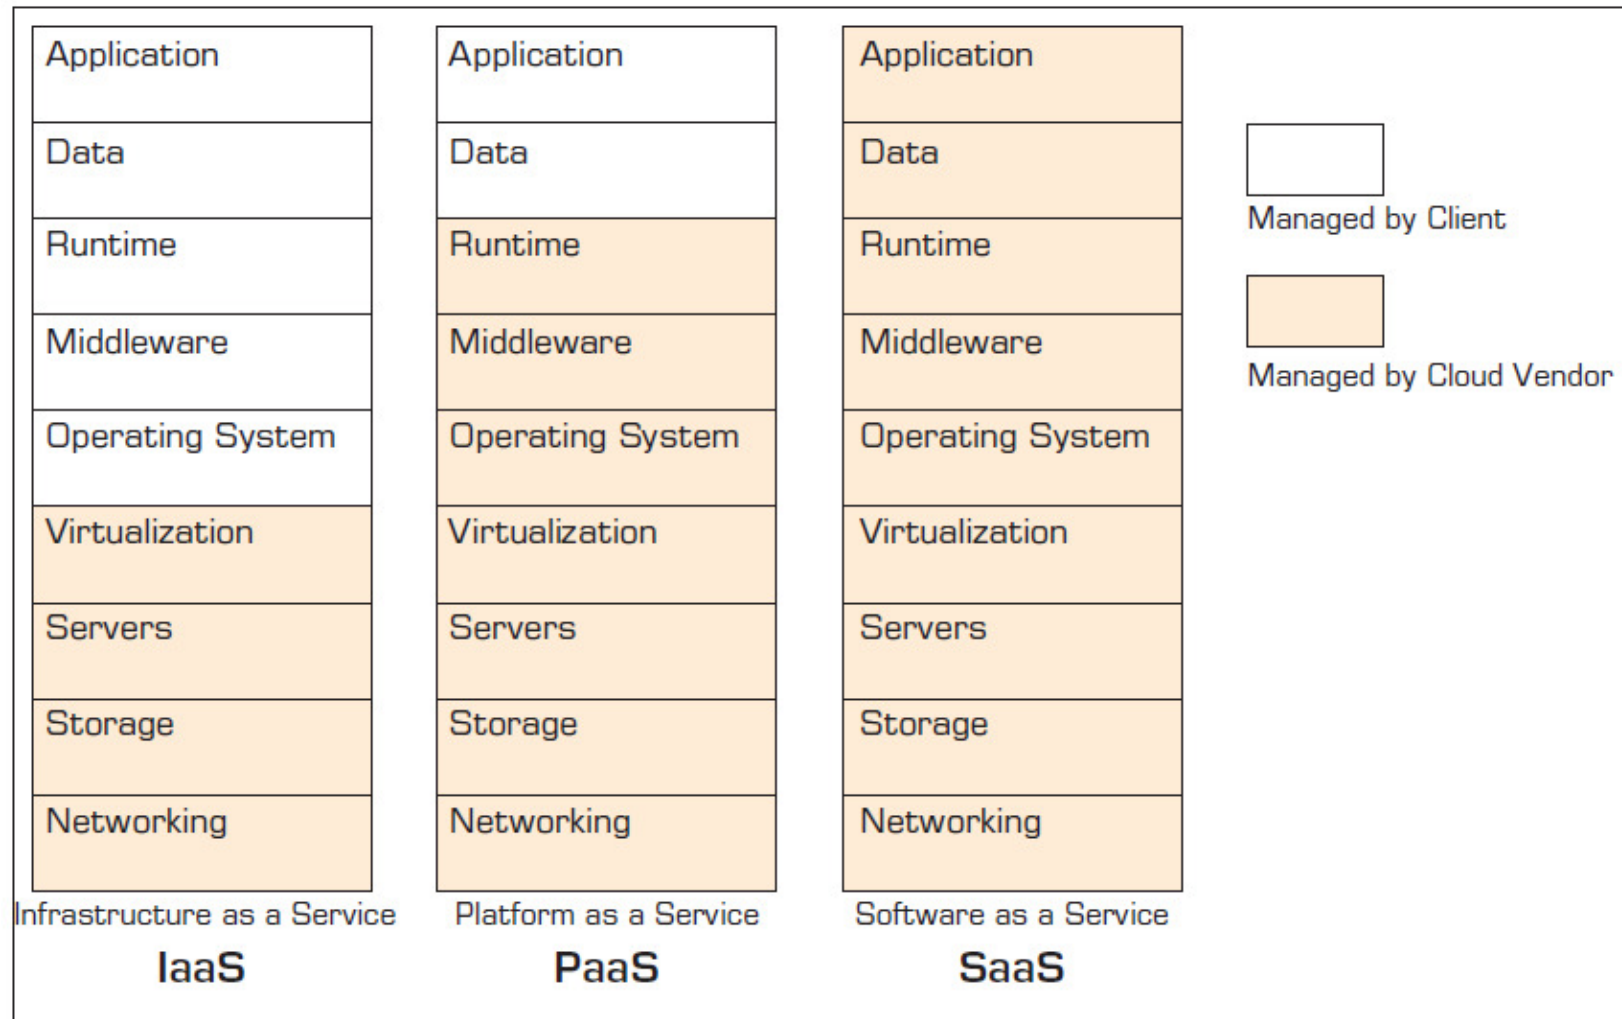 Application
Data
Runtime
Middleware
Operating System
Virtualization
Servers
Storage
Networking
Infrastructure as a Service
IaaS
Application
Data
Runtime
Middleware
Operating System
Virtualization
Servers
Storage
Networking
Platform as a Service
PaaS
Application
Data
Runtime
Middleware
Operating System
Virtualization
Servers
Storage
Networking
Software as a Service
SaaS
Managed by Client
Managed by Cloud Vendor